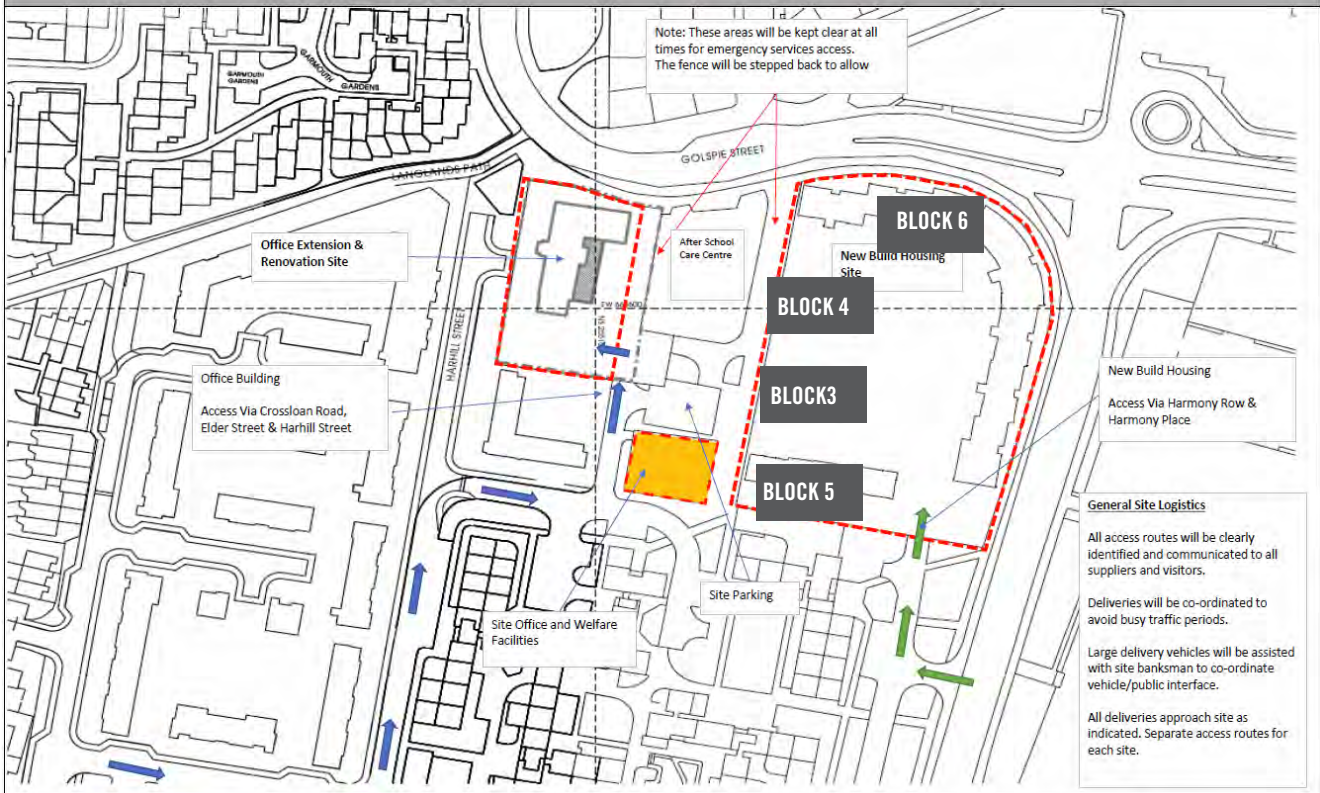 Note: These areas will be kept clear at all
times for emergency services access.
The fence will be stepped back to allow
GARMOUTH
GARDENS
GARMOUTH
GARDENS
GOLSPIE STREET
LANGLANDS PATH
BLOCK 6
Office Extension &
Renovation Site
After School
Care Centre
New Build Housing
Site
BLOCK 4
HARHILL STREET
Office Building
Access Via Crossloan Road,
Elder Street & Harhill Street
BLOCK3
New Build Housing
Access Via Harmony Row &
Harmony Place
BLOCK 5
General Site Logistics
All access routes will be clearly
identified and communicated to all
suppliers and visitors.
Deliveries will be co-ordinated to
avoid busy traffic periods.
Large delivery vehicles will be assisted
with site banksman to co-ordinate
vehicle/public interface.
All deliveries approach site as
indicated. Separate access routes for
each site.
Site Parking
Site Office and Welfare
Facilities